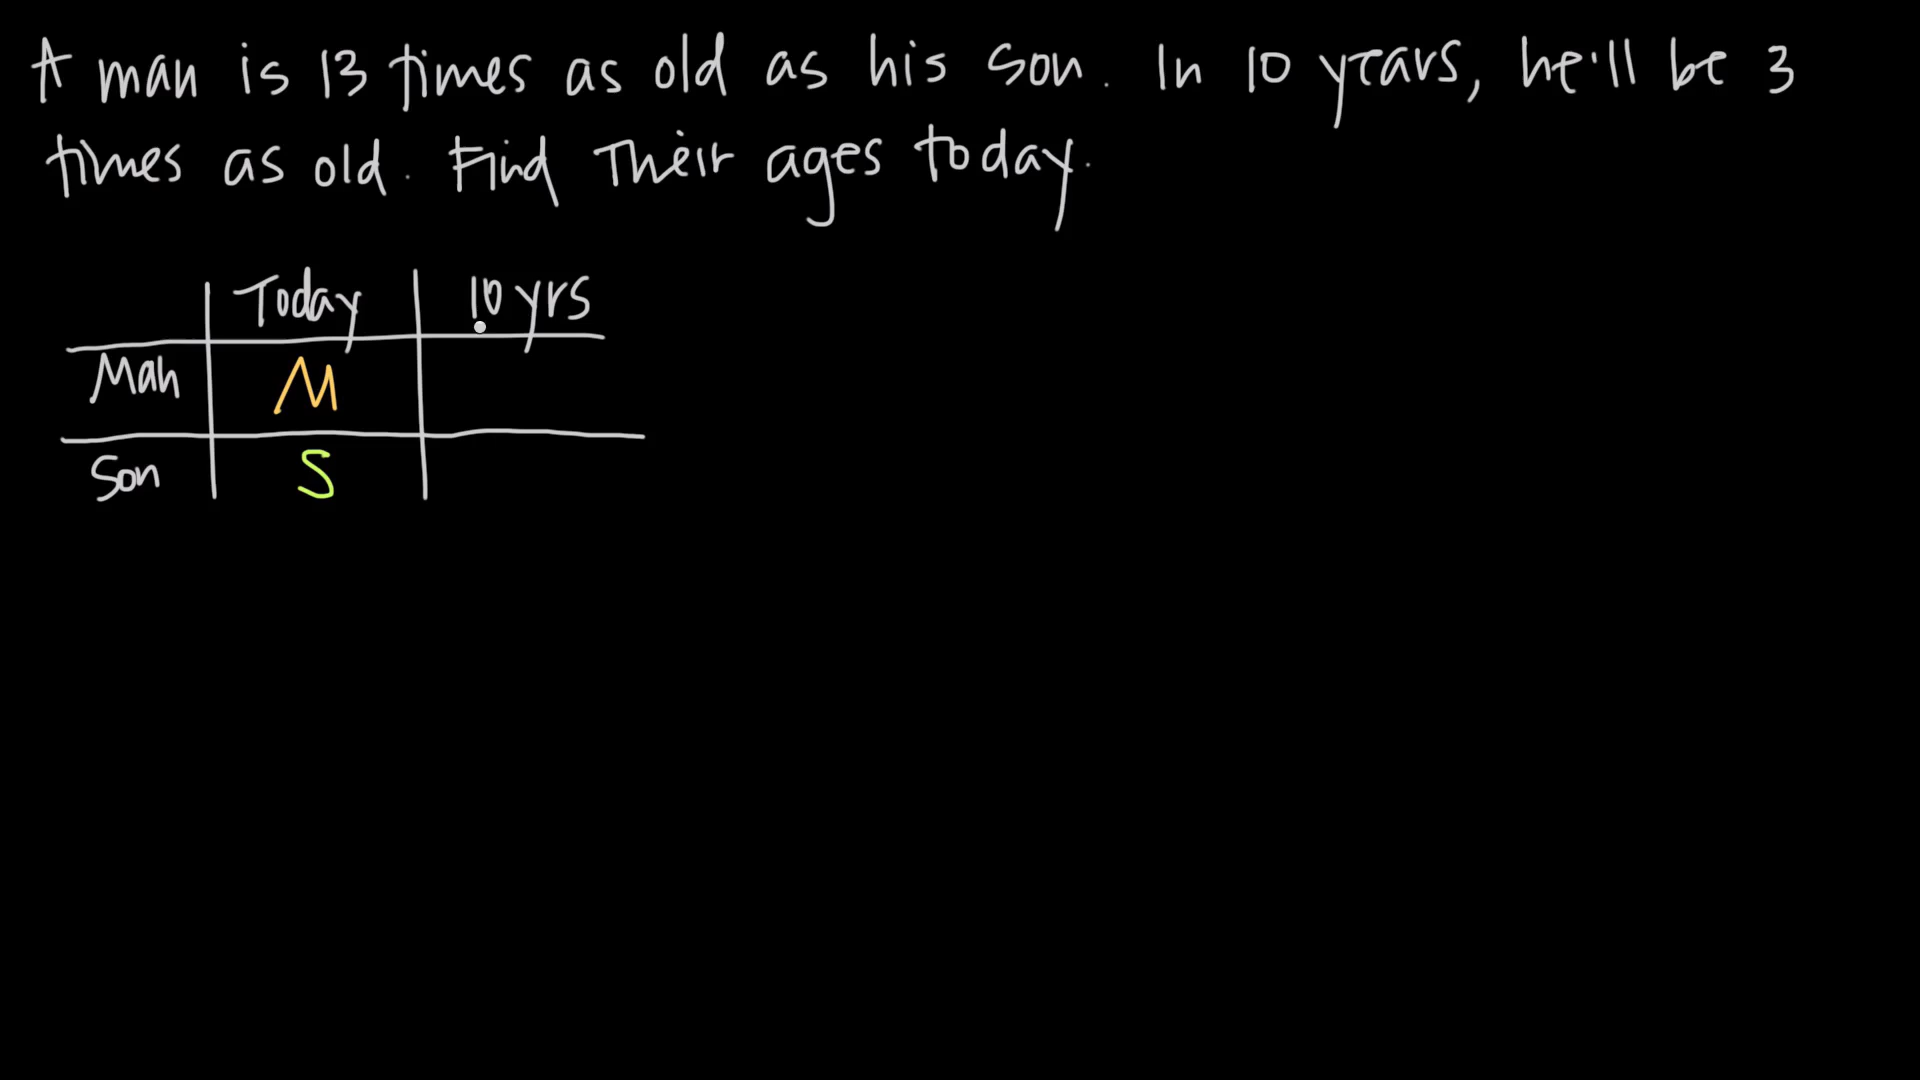 A man is 13 times as old as his son. In 10 years, he'll be 3
times as old. Find Their ages today.
Today 10 yrs
Man M
Son S